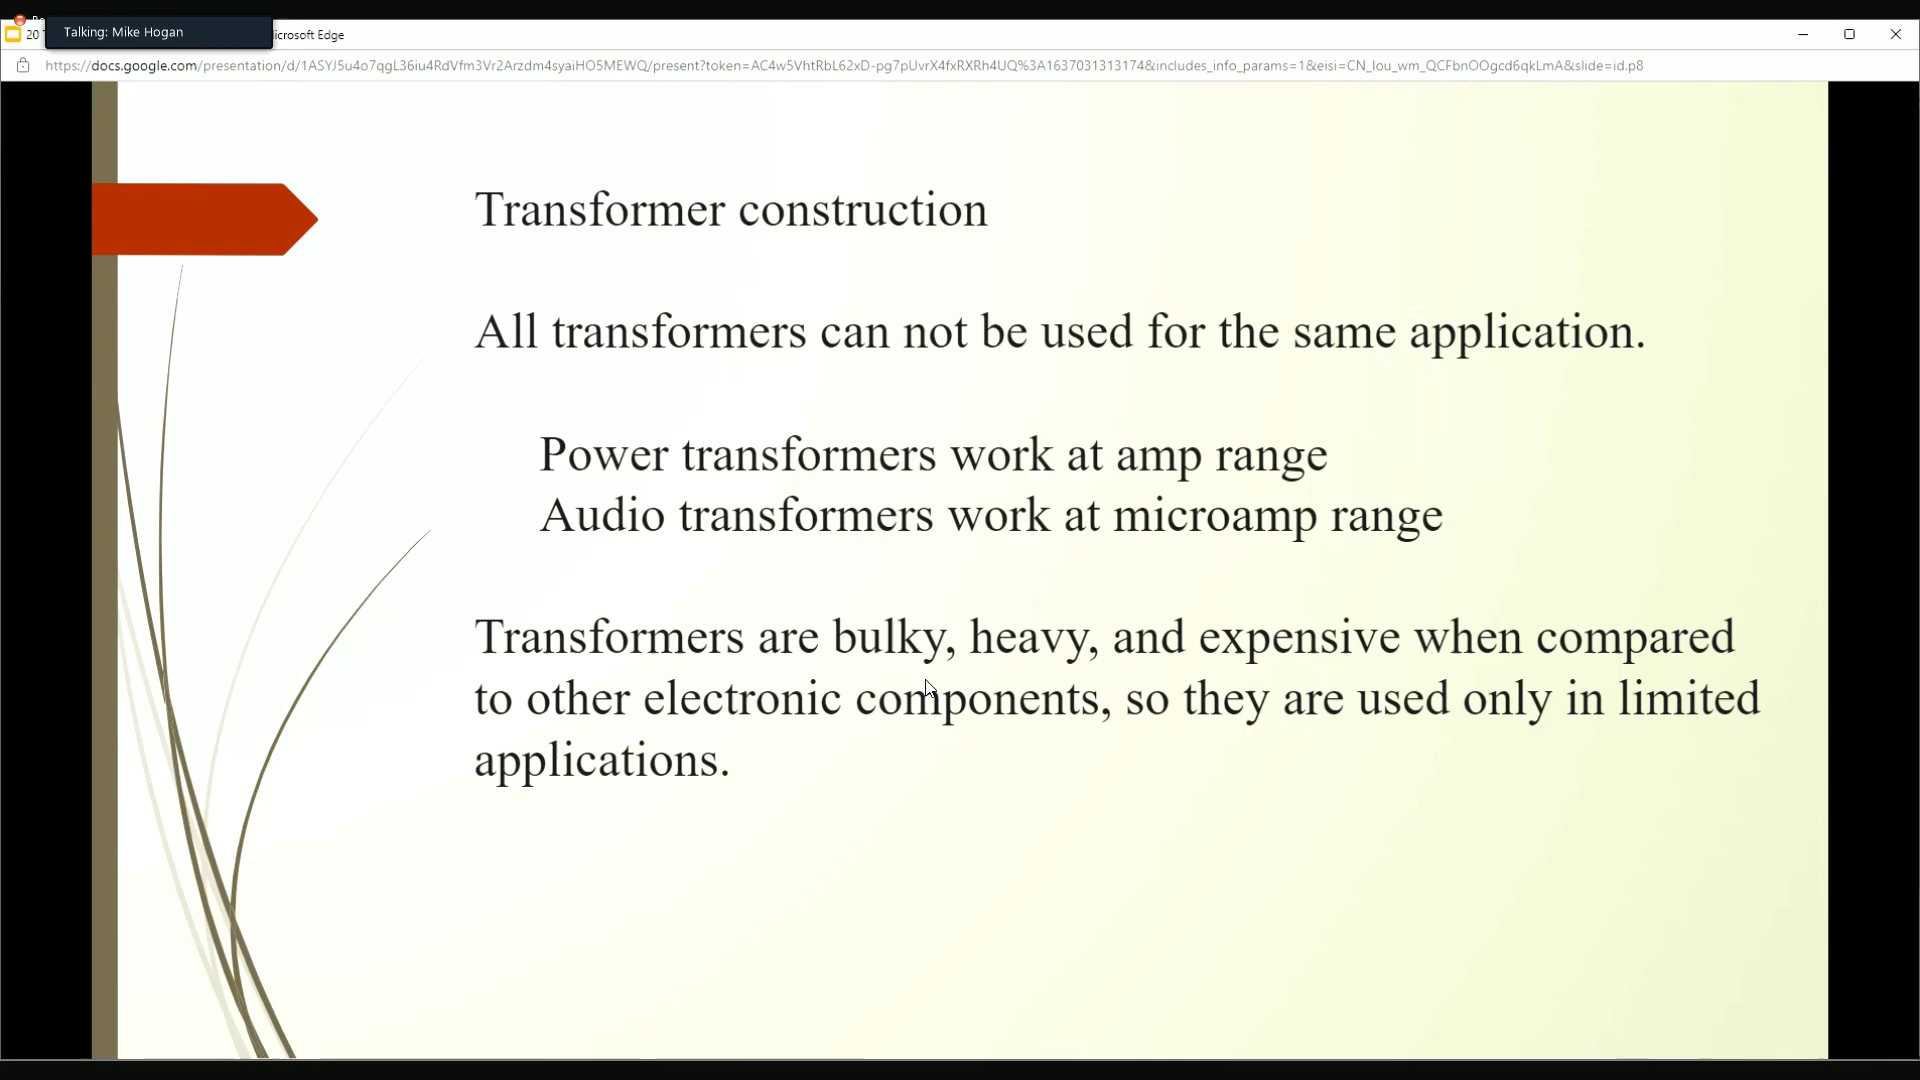 Talking: Mike Hogan
20
icrosoft Edge
https://docs.google.com/presentation/d/1ASYJ5u4o7qgL36iu4RdVfm3Vr2Arzdm4syaiHO5MEWQ/present?token=AC4w5VhtRbL62xD-pg7pUvrX4fxRXRh4UQ%3A1637031313174&includes_info_params=1&eisi=CN_lou_wm_QCFbnOOgcd6qkLmA&slide=id.p8
Transformer construction
All transformers can not be used for the same application.
Power transformers work at amp range
Audio transformers work at microamp range
Transformers are bulky, heavy, and expensive when compared
to other electronic components, so they are used only in limited
applications.